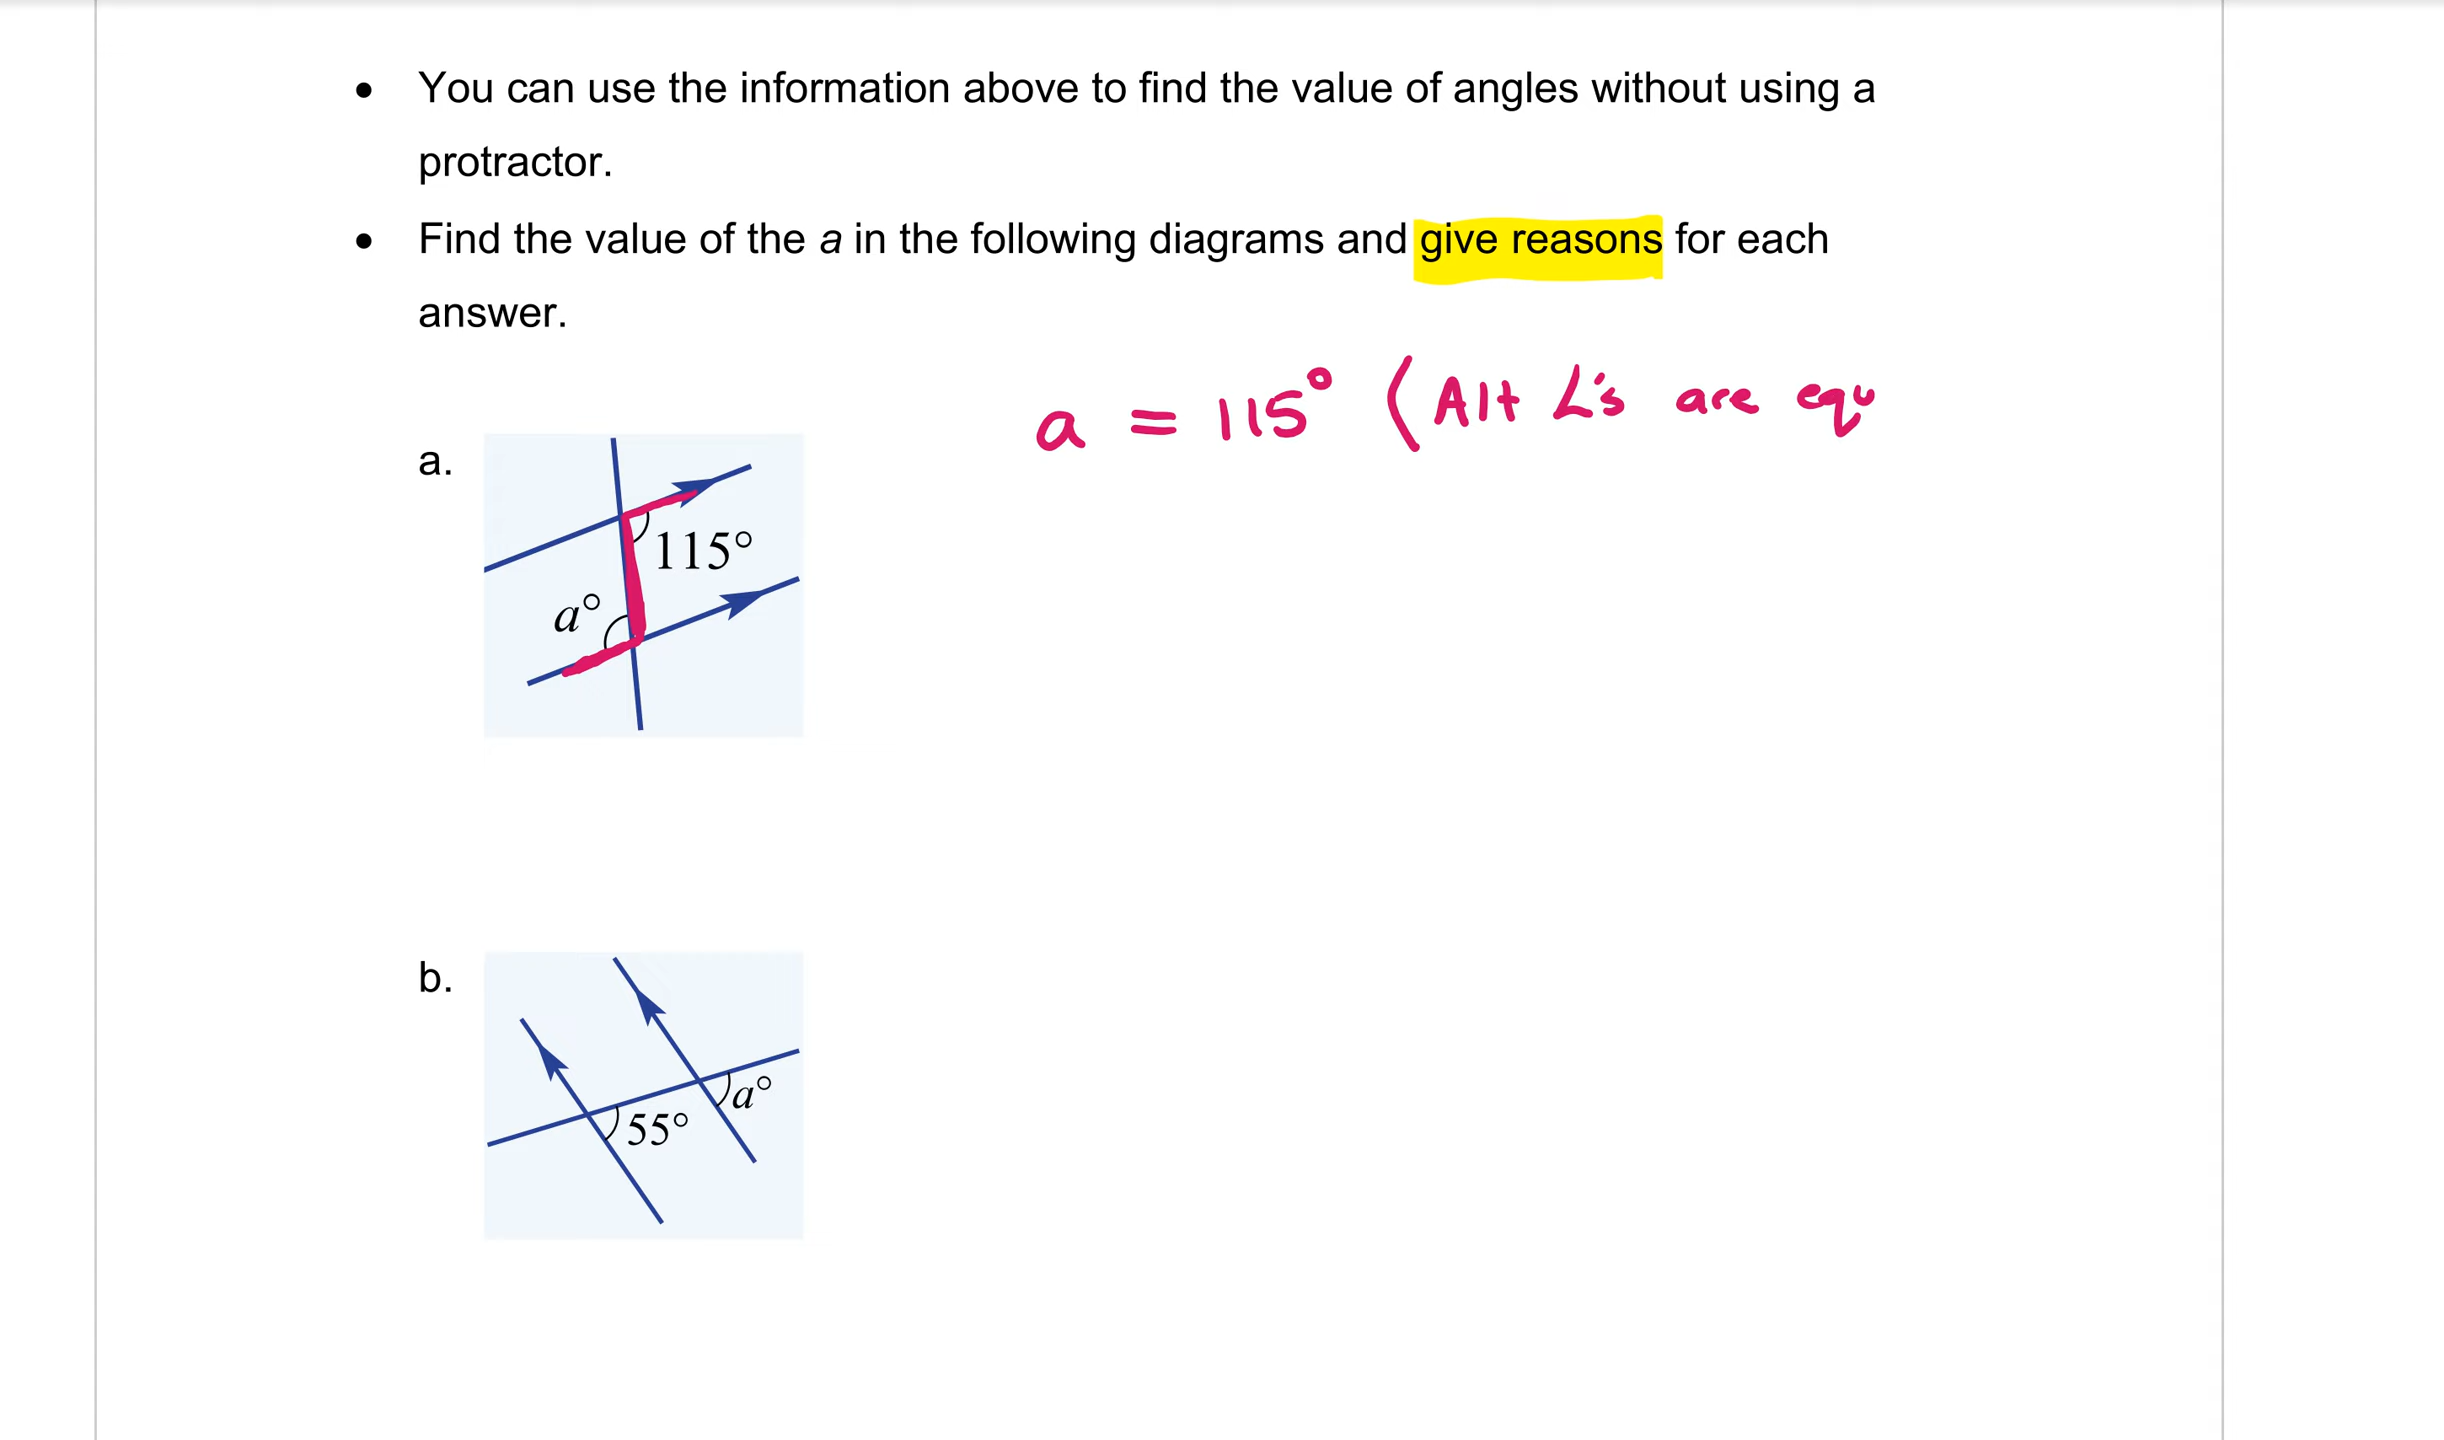 • You can use the information above to find the value of angles without using a
protractor.
• Find the value of the a in the following diagrams and give reasons for each
answer.
a = 115° (Alt ∠'s are equ
a.
115°
a°
b.
a°
55°